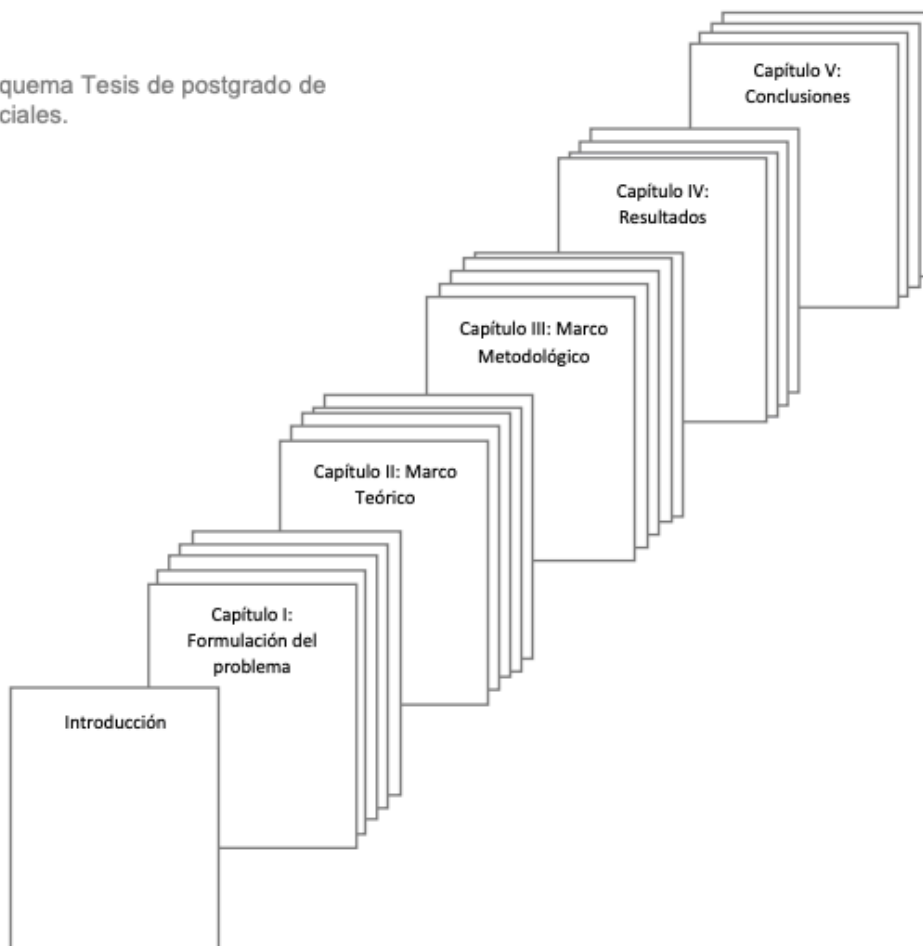 quema Tesis de postgrado de
ciales.
Capítulo V:
Conclusiones
Capítulo IV:
Resultados
Capítulo III: Marco
Metodológico
Capítulo II: Marco
Teórico
Capítulo I:
Formulación del
problema
Introducción